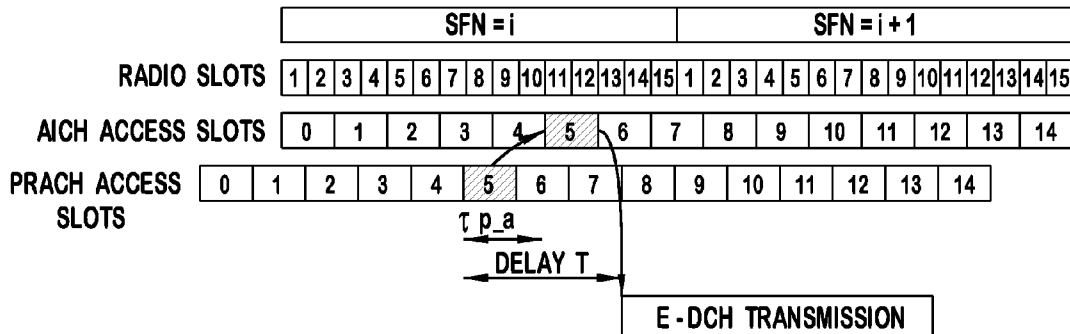 SFN = i SFN = i + 1
RADIO SLOTS 1 2 3 4 5 6 7 8 9 10 11 12 13 14 15 1 2 3 4 5 6 7 8 9 10 11 12 13 14 15
AICH ACCESS SLOTS 0 1 2 3 4 5 6 7 8 9 10 11 12 13 14
PRACH ACCESS SLOTS 0 1 2 3 4 5 6 7 8 9 10 11 12 13 14
τ p_a
DELAY T
E - DCH TRANSMISSION